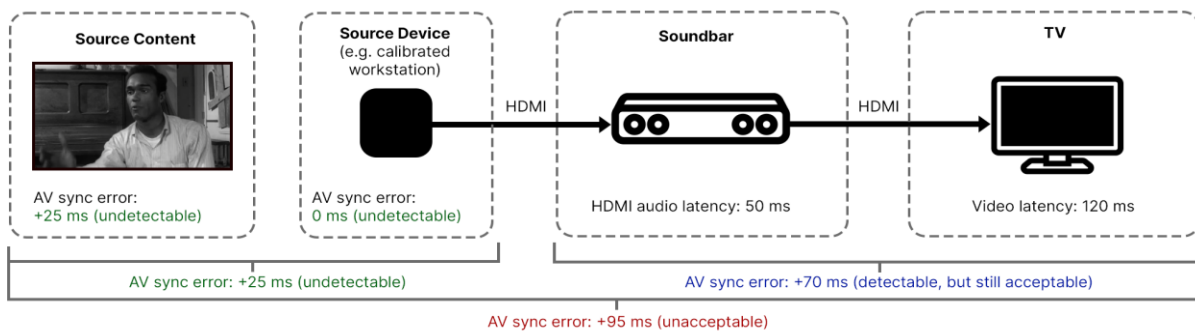 Source Content
AV sync error:
+25 ms (undetectable)
Source Device
(e.g. calibrated
workstation)
AV sync error:
0 ms (undetectable)
HDMI
Soundbar
HDMI audio latency: 50 ms
HDMI
TV
Video latency: 120 ms
AV sync error: +25 ms (undetectable)
AV sync error: +70 ms (detectable, but still acceptable)
AV sync error: +95 ms (unacceptable)